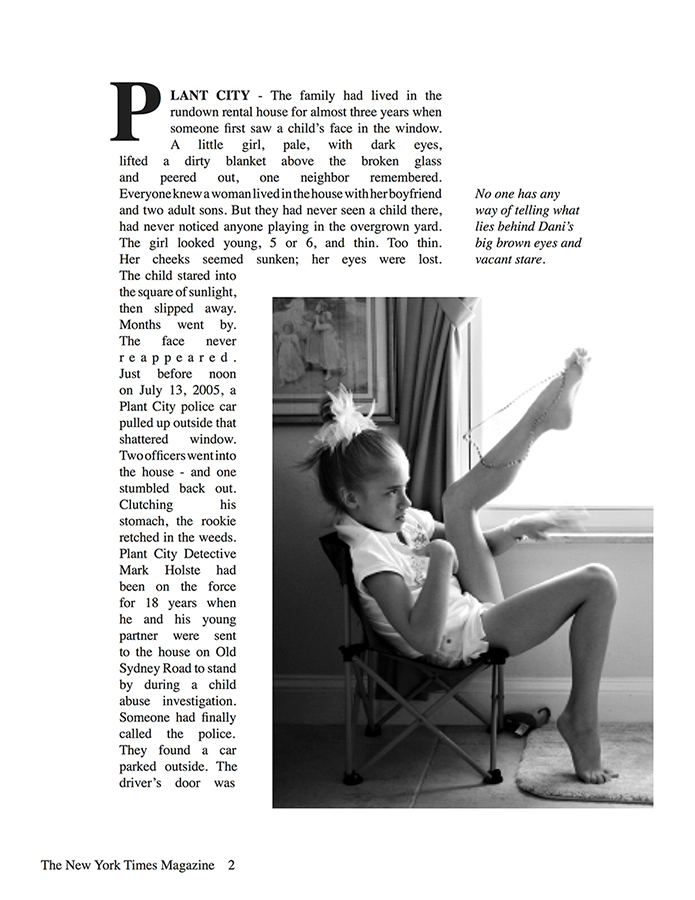 PLANT CITY - The family had lived in the
rundown rental house for almost three years when
someone first saw a child's face in the window.
A little girl, pale, with dark eyes,
lifted a dirty blanket above the broken glass
and peered out, one neighbor remembered.
Everyone knew a woman lived in the house with her boyfriend
and two adult sons. But they had never seen a child there,
had never noticed anyone playing in the overgrown yard.
The girl looked young, 5 or 6, and thin. Too thin.
Her cheeks seemed sunken; her eyes were lost.
The child stared into
the square of sunlight,
then slipped away.
Months went by.
The face never
reappeared.
Just before noon
on July 13, 2005, a
Plant City police car
pulled up outside that
shattered window.
Two officers went into
the house - and one
stumbled back out.
Clutching his
stomach, the rookie
retched in the weeds.
Plant City Detective
Mark Holste had
been on the force
for 18 years when
he and his young
partner were sent
to the house on Old
Sydney Road to stand
by during a child
abuse investigation.
Someone had finally
called the police.
They found a car
parked outside. The
driver's door was
No one has any
way of telling what
lies behind Dani's
big brown eyes and
vacant stare.
The New York Times Magazine 2